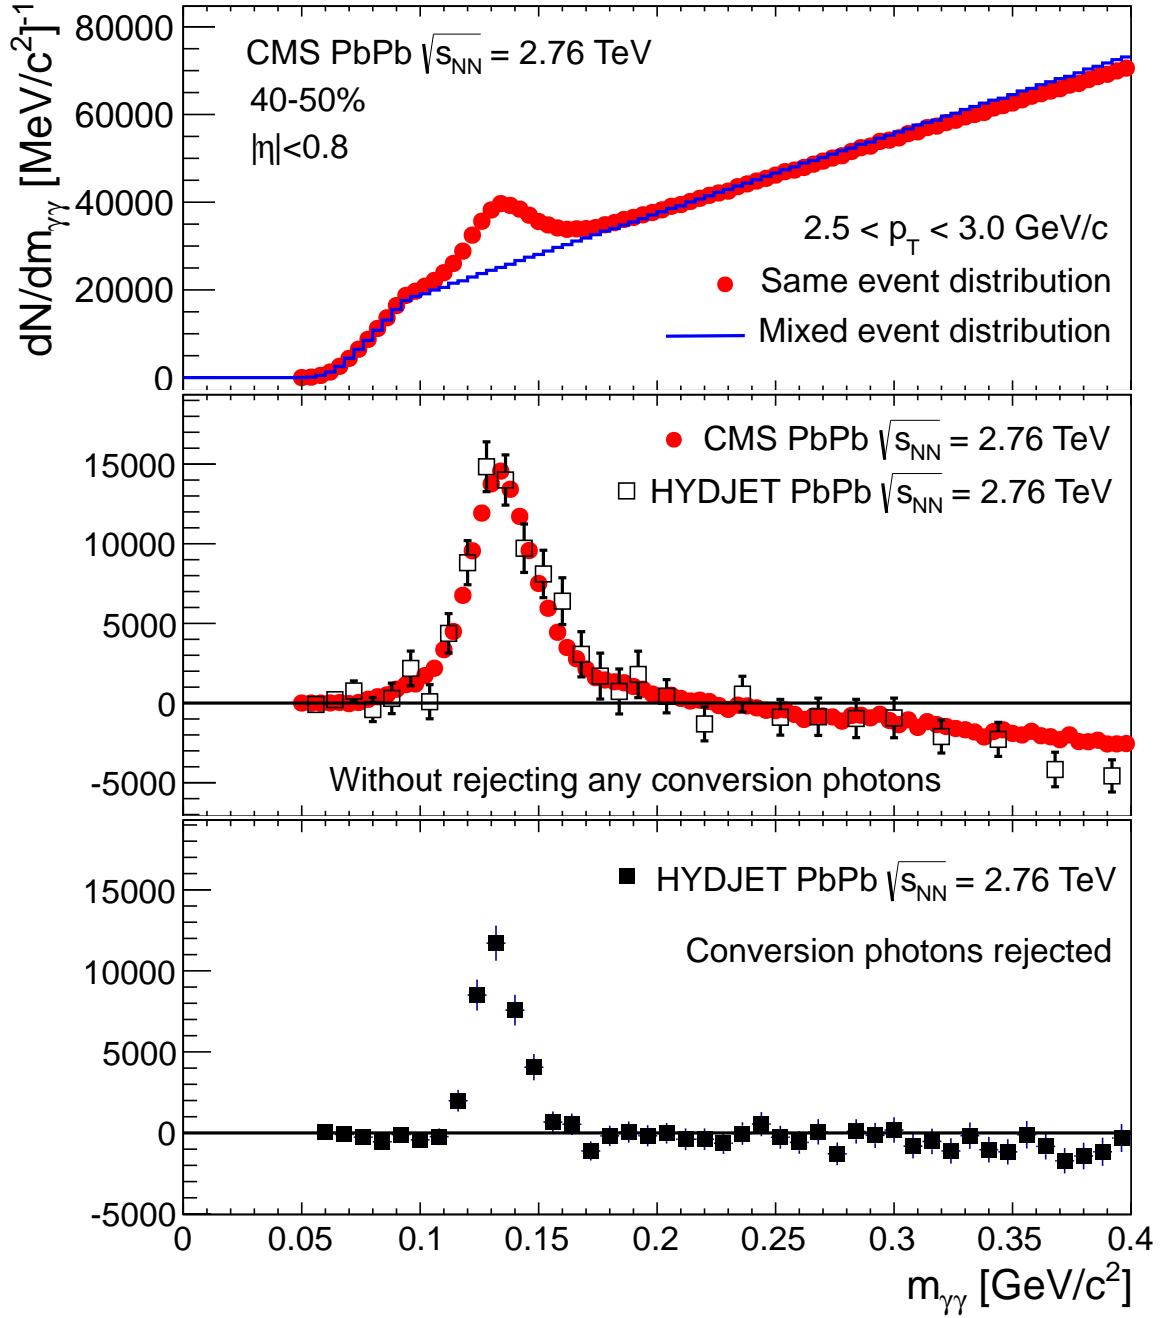 dN/dm_γγ [MeV/c²]⁻¹
80000
60000
40000
20000
0
CMS PbPb √s_NN = 2.76 TeV
40-50%
|η|<0.8
2.5 < p_T < 3.0 GeV/c
Same event distribution
Mixed event distribution
15000
10000
5000
0
-5000
CMS PbPb √s_NN = 2.76 TeV
HYDJET PbPb √s_NN = 2.76 TeV
Without rejecting any conversion photons
15000
10000
5000
0
-5000
HYDJET PbPb √s_NN = 2.76 TeV
Conversion photons rejected
0 0.05 0.1 0.15 0.2 0.25 0.3 0.35 0.4
m_γγ [GeV/c²]